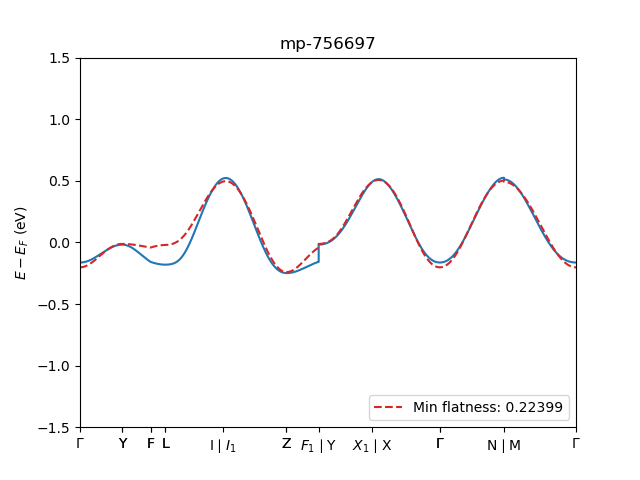 mp-756697
1.5
1.0
0.5
0.0
−0.5
−1.0
−1.5
E − E_F (eV)
Min flatness: 0.22399
Γ Y F L I | I₁ Z F₁ | Y X₁ | X Γ N | M Γ